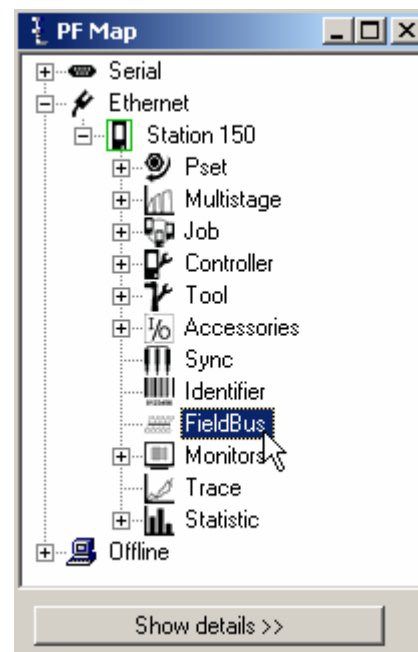 PF Map
Serial
Ethernet
Station 150
Pset
Multistage
Job
Controller
Tool
I/o Accessories
Sync
Identifier
FieldBus
Monitors
Trace
Statistic
Offline
Show details >>